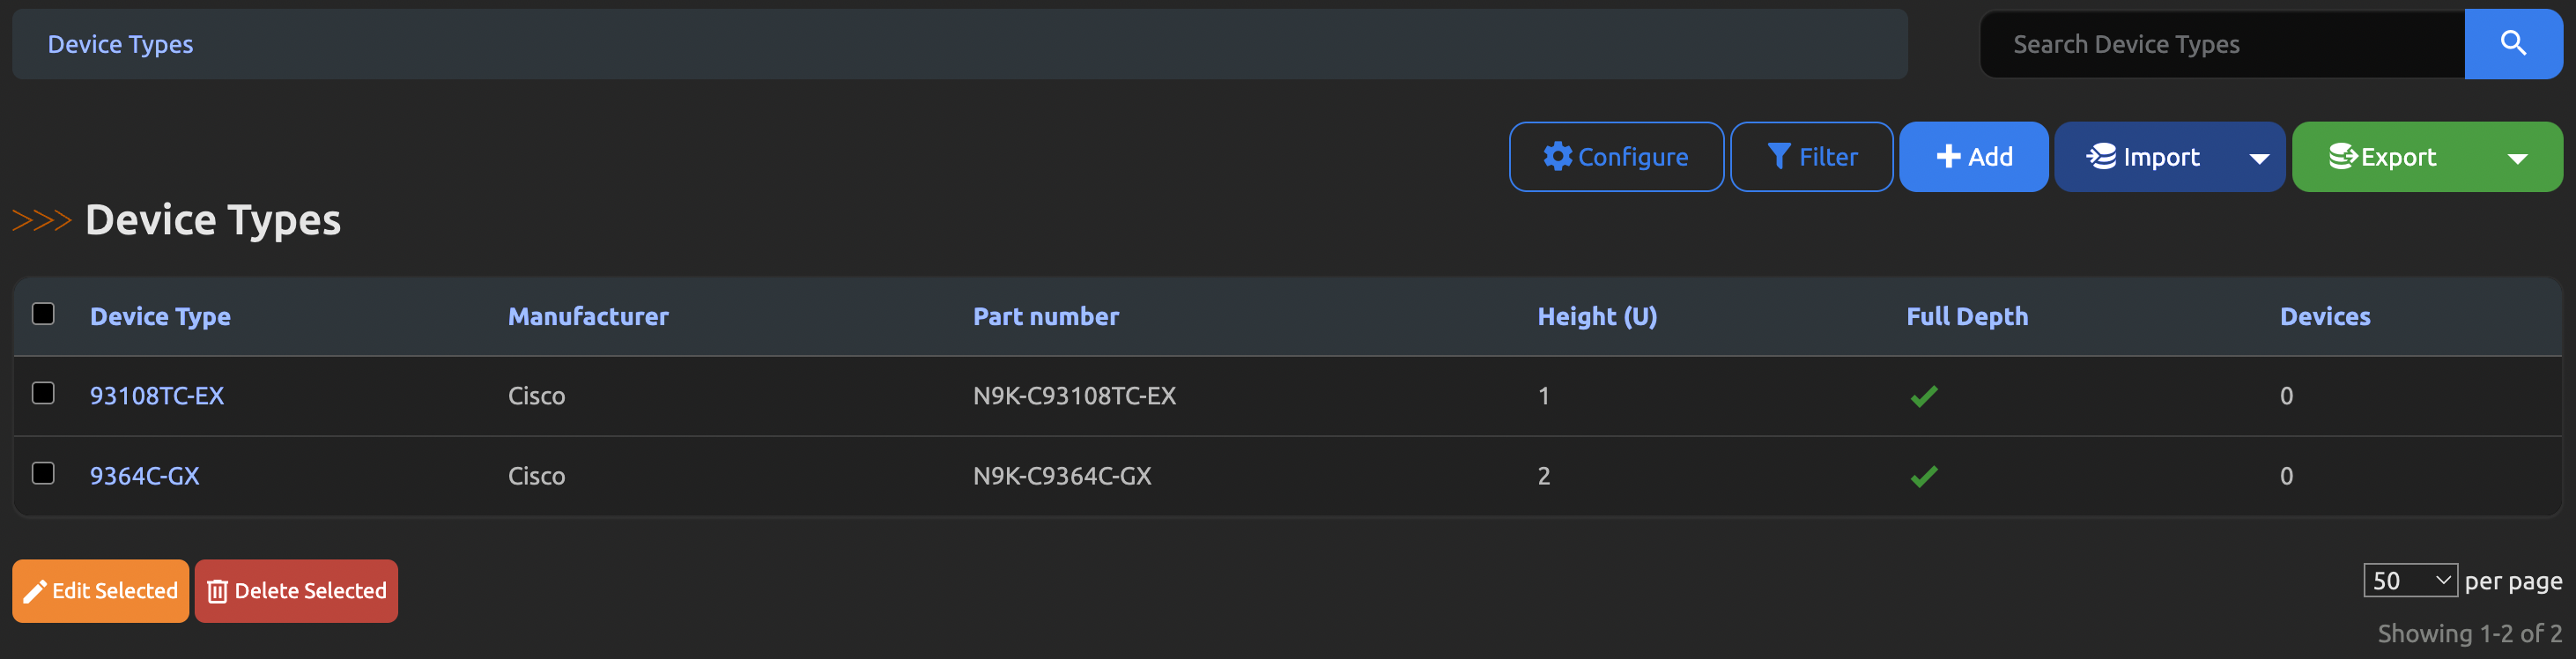 Device Types
Search Device Types
Configure Filter Add Import Export
>>> Device Types
Device Type Manufacturer Part number Height (U) Full Depth Devices
93108TC-EX Cisco N9K-C93108TC-EX 1 0
9364C-GX Cisco N9K-C9364C-GX 2 0
Edit Selected Delete Selected
50 per page
Showing 1-2 of 2